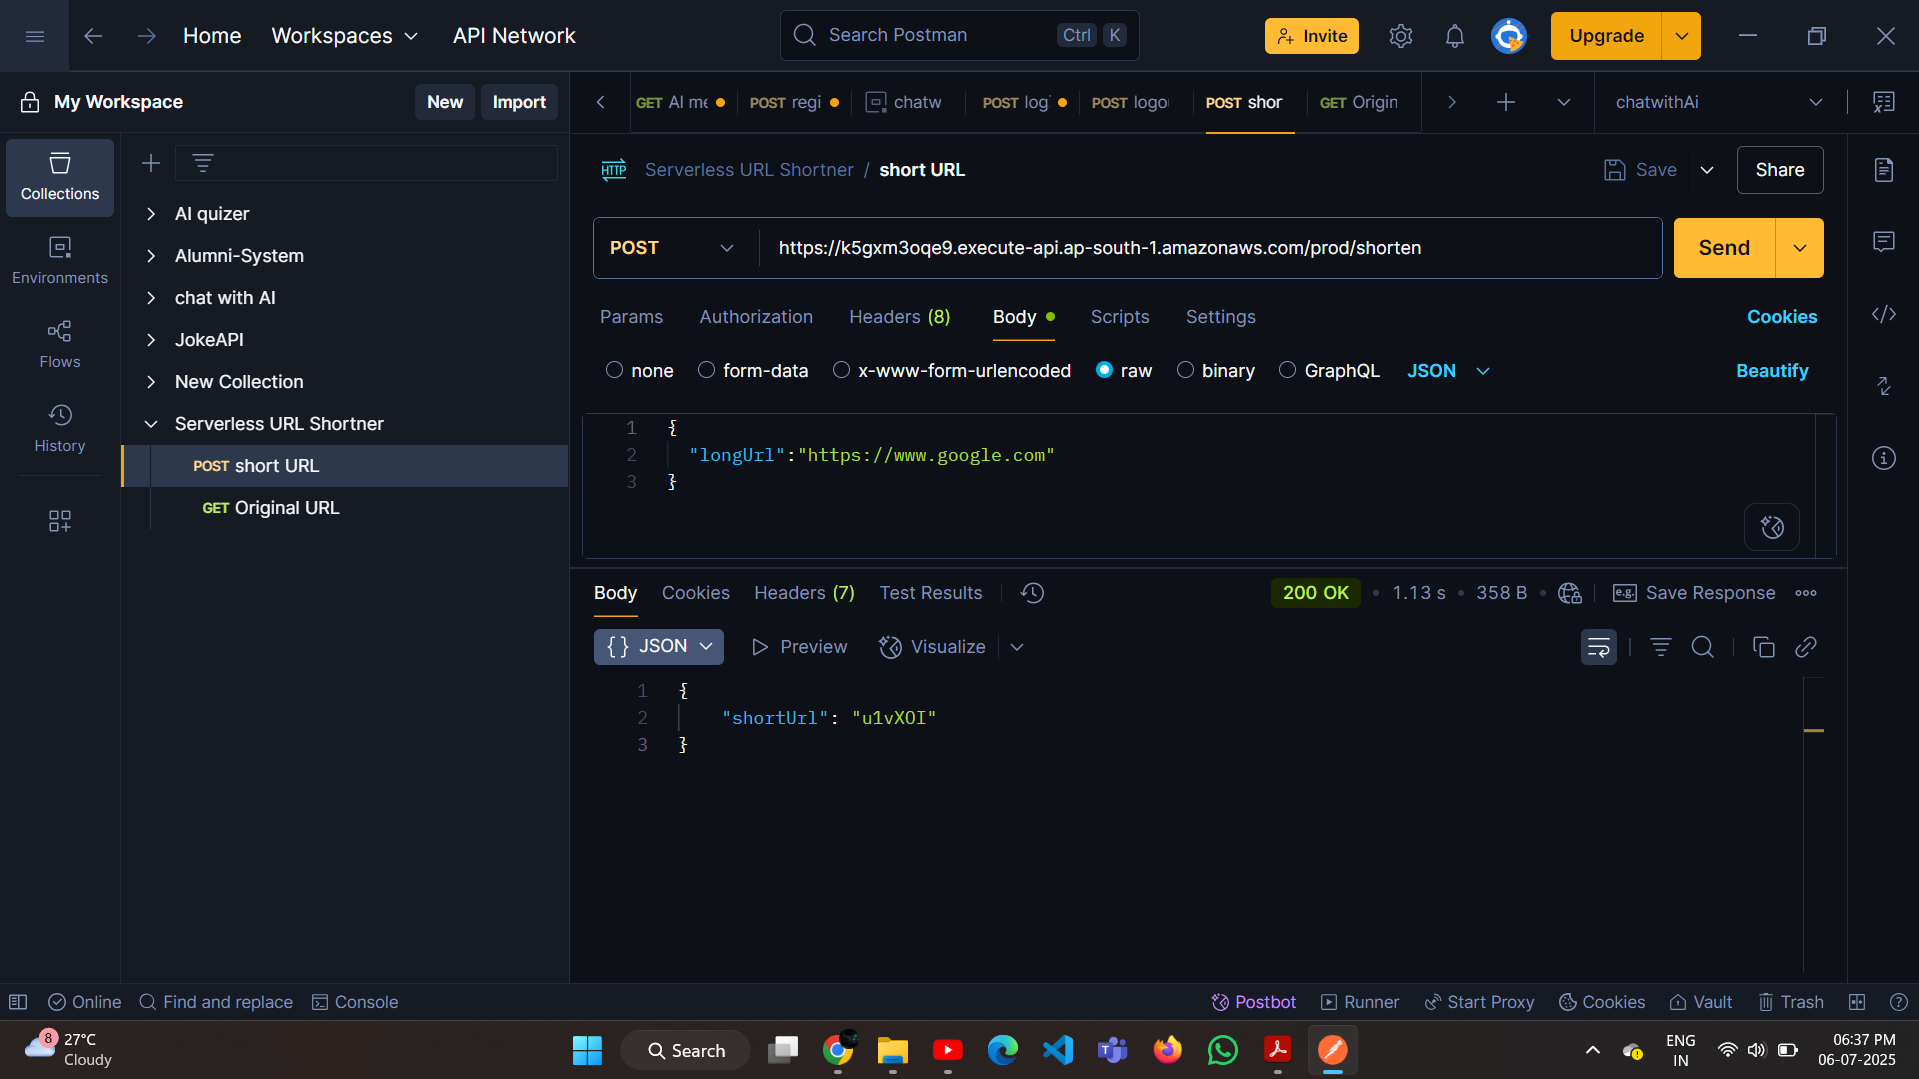 Home
Workspaces
API Network
Search Postman
Ctrl K
Invite
Upgrade
My Workspace
New
Import
GET AI me
POST regi
chatw
POST log
POST logo
POST shor
GET Origin
chatwithAi
Collections
Environments
Flows
History
AI quizer
Alumni-System
chat with AI
JokeAPI
New Collection
Serverless URL Shortner
POST short URL
GET Original URL
HTTP Serverless URL Shortner / short URL
Save
Share
POST
https://k5gxm3oqe9.execute-api.ap-south-1.amazonaws.com/prod/shorten
Send
Params
Authorization
Headers (8)
Body
Scripts
Settings
Cookies
none
form-data
x-www-form-urlencoded
raw
binary
GraphQL
JSON
Beautify
1 {
2 "longUrl":"https://www.google.com"
3 }
Body
Cookies
Headers (7)
Test Results
200 OK • 1.13 s • 358 B •
e.g. Save Response
{ } JSON
Preview
Visualize
1 {
2 "shortUrl": "u1vXOI"
3 }
Online
Find and replace
Console
Postbot
Runner
Start Proxy
Cookies
Vault
Trash
8
27°C
Cloudy
Search
ENG
IN
06:37 PM
06-07-2025